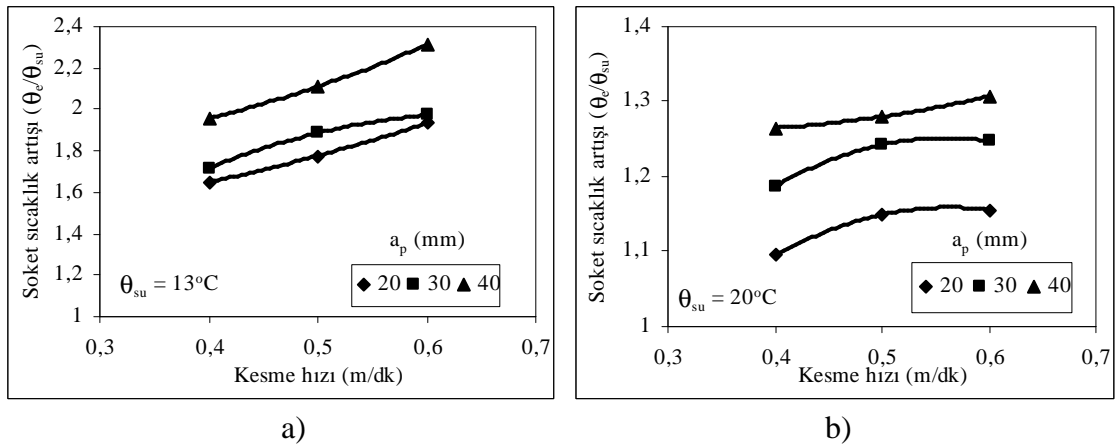 Soket sıcaklık artışı (θe/θsu)
2,4
2,2
2
1,8
1,6
1,4
1,2
1
ap (mm)
20 30 40
θsu = 13°C
0,3 0,4 0,5 0,6 0,7
Kesme hızı (m/dk)
a)
Soket sıcaklık artışı (θe/θsu)
1,4
1,3
1,2
1,1
1
ap (mm)
20 30 40
θsu = 20°C
0,3 0,4 0,5 0,6 0,7
Kesme hızı (m/dk)
b)